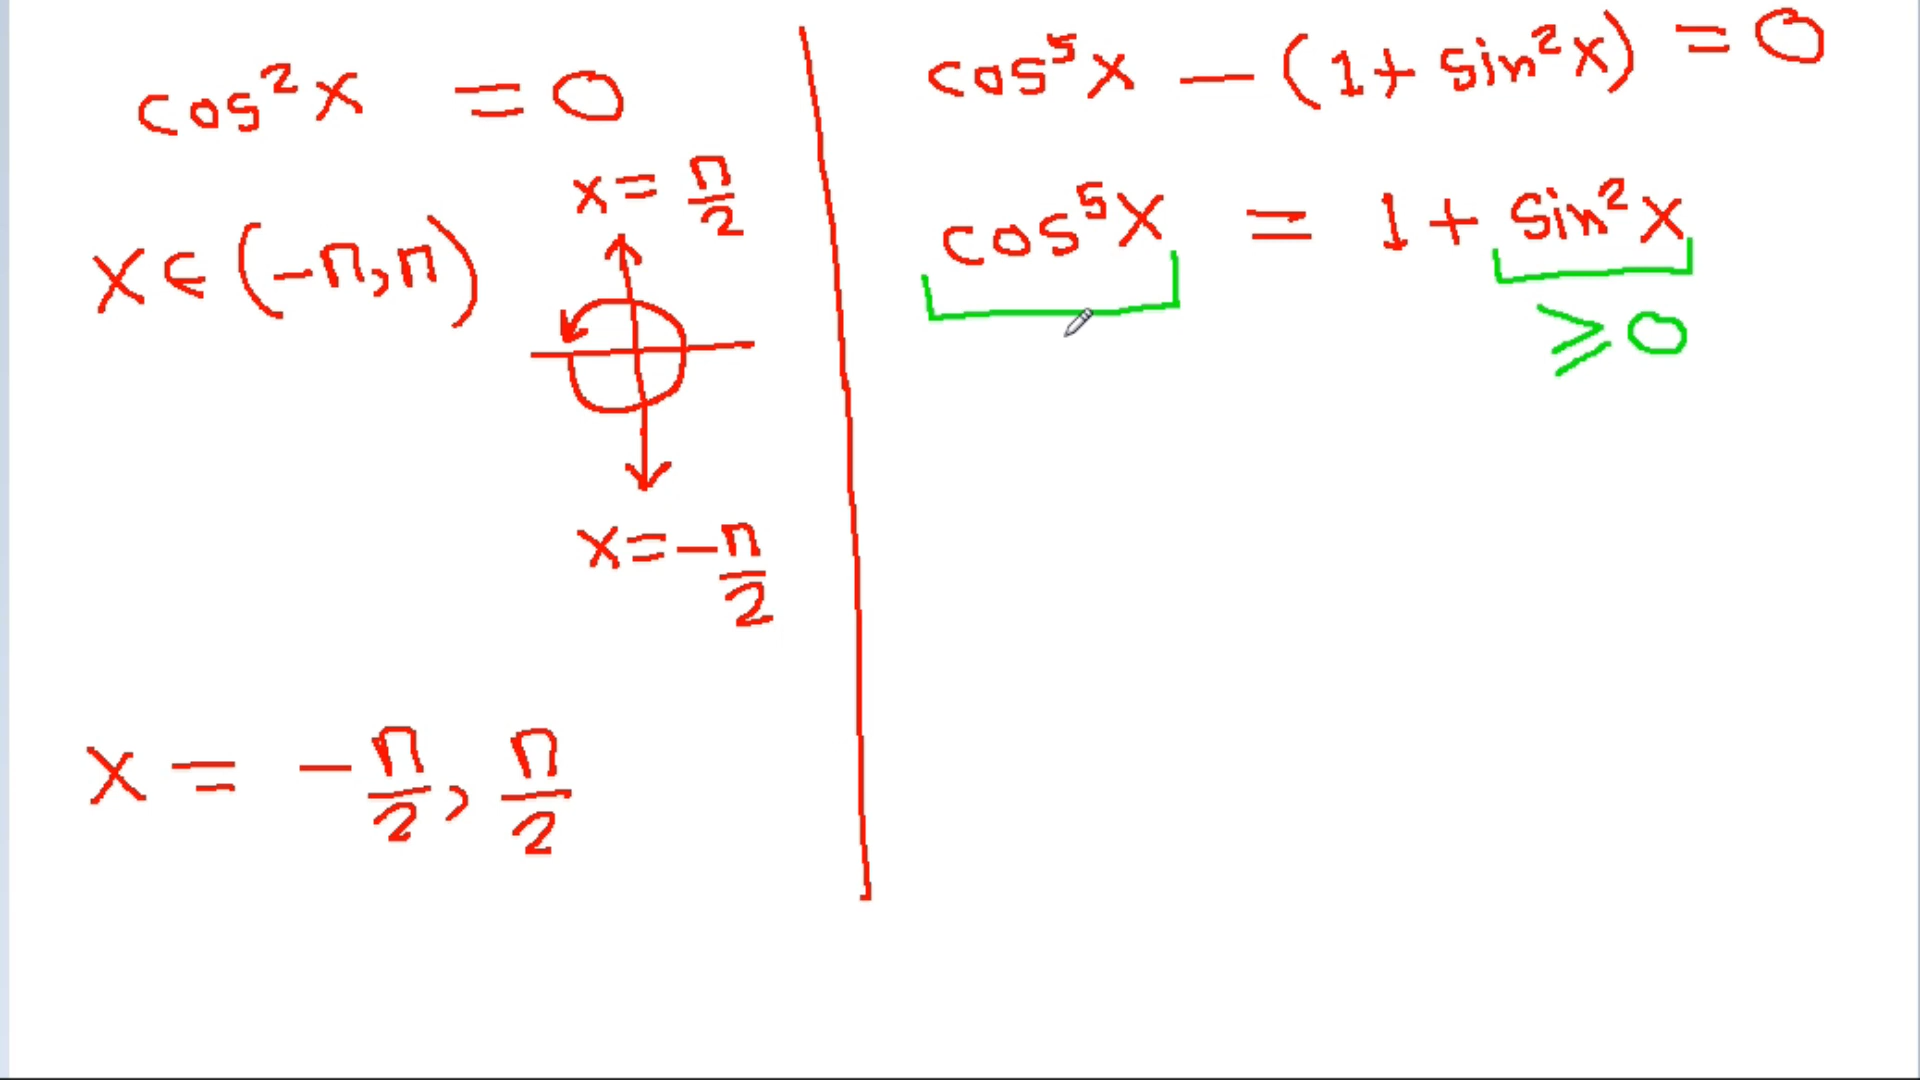 cos²x = 0
x = π/2
x ∈ (-π, π)
x = -π/2
x = -π/2, π/2
cos⁵x - (1 + sin²x) = 0
cos⁵x = 1 + sin²x
≥ 0